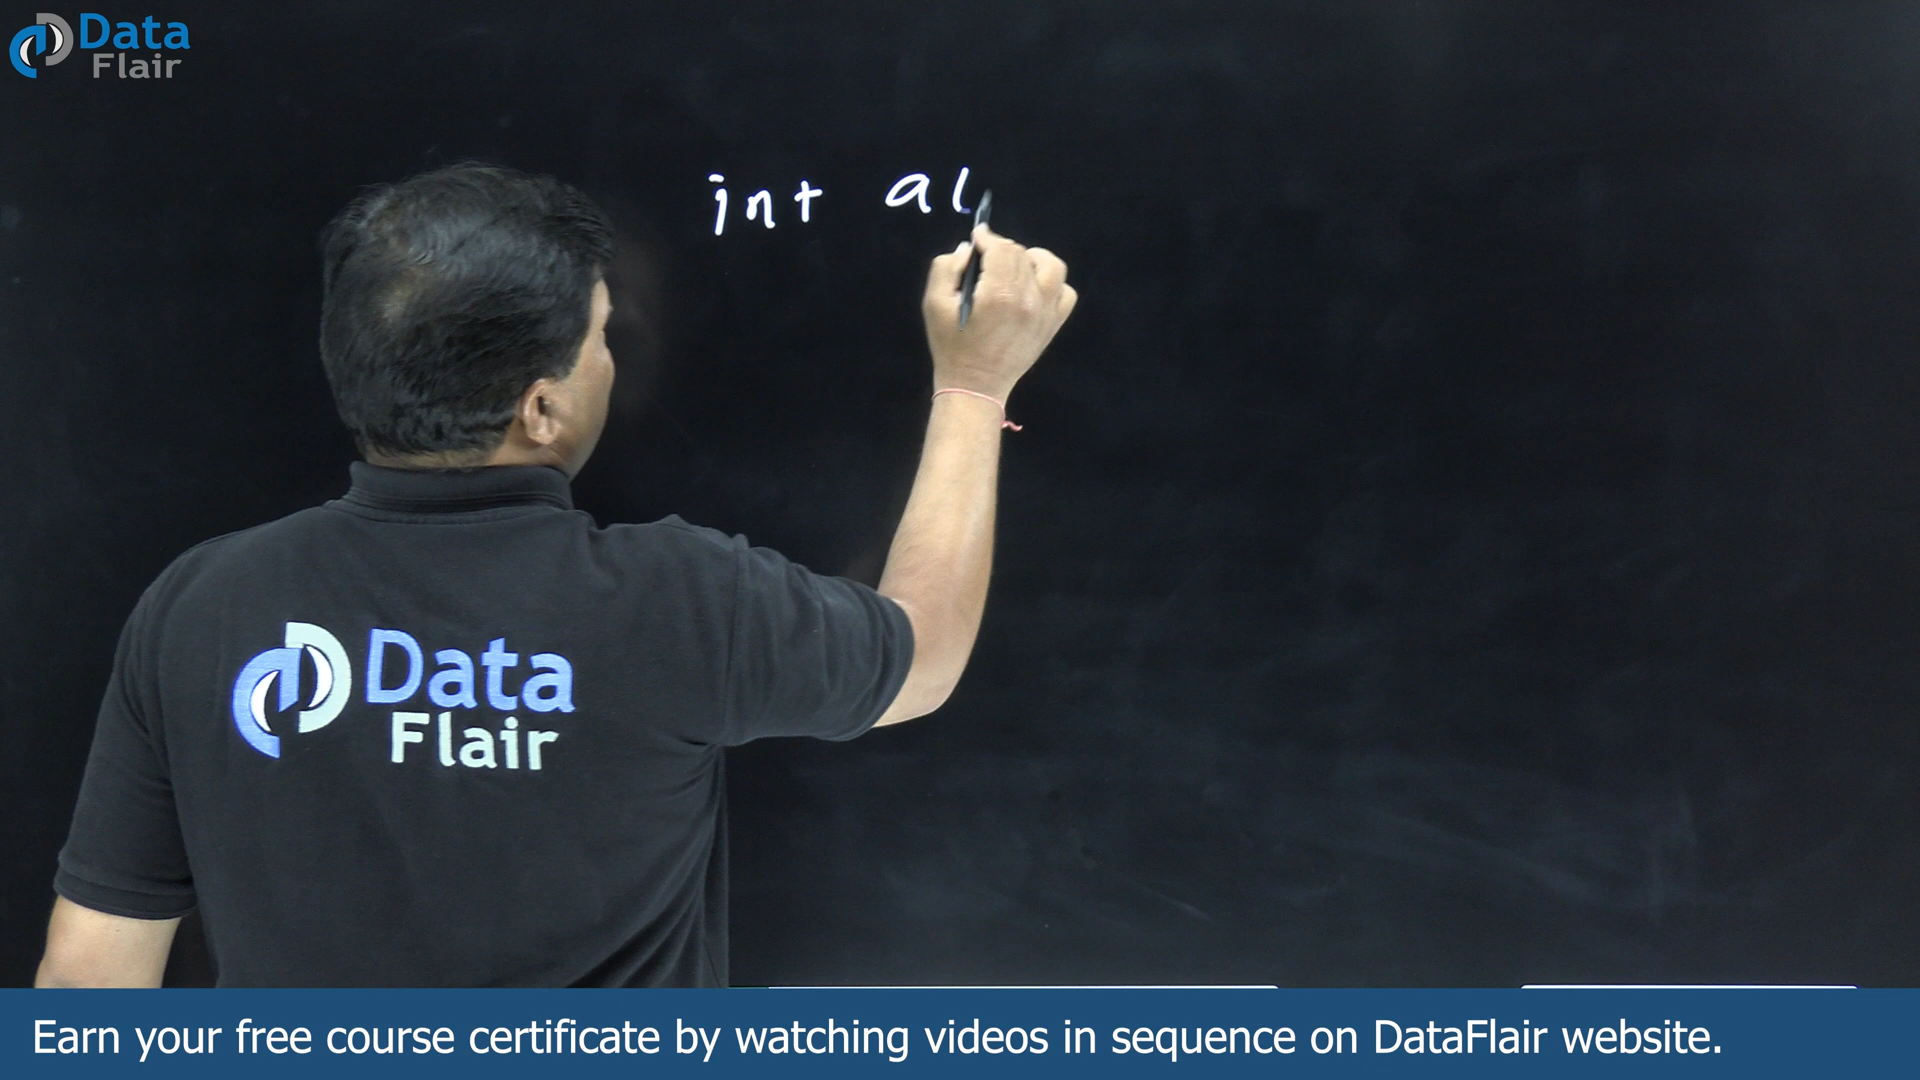 Data
Flair
int a
Data
Flair
Earn your free course certificate by watching videos in sequence on DataFlair website.